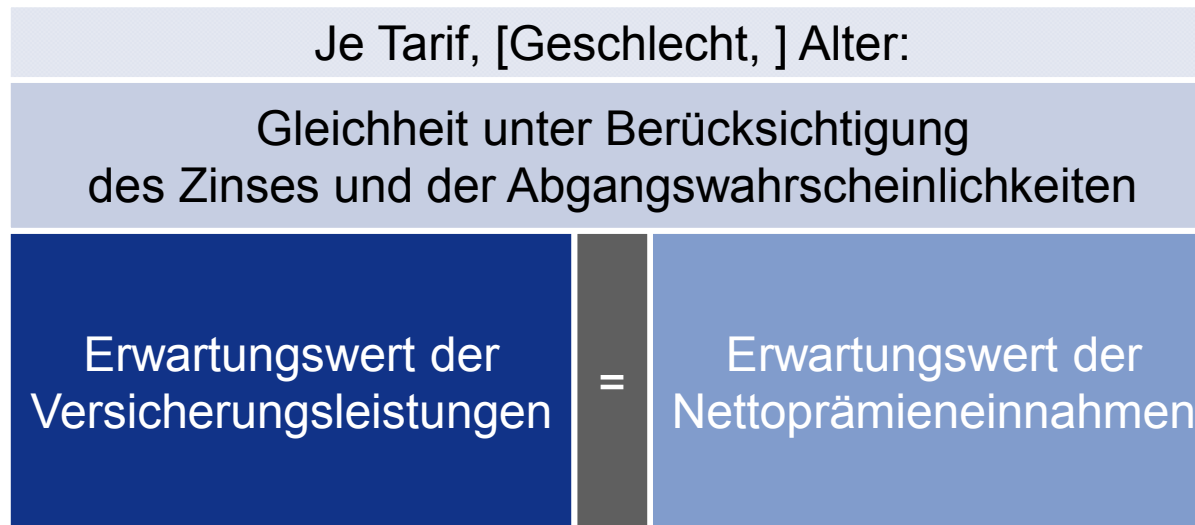 Je Tarif, [Geschlecht, ] Alter:
Gleichheit unter Berücksichtigung
des Zinses und der Abgangswahrscheinlichkeiten
Erwartungswert der
Versicherungsleistungen
=
Erwartungswert der
Nettoprämieneinnahmen